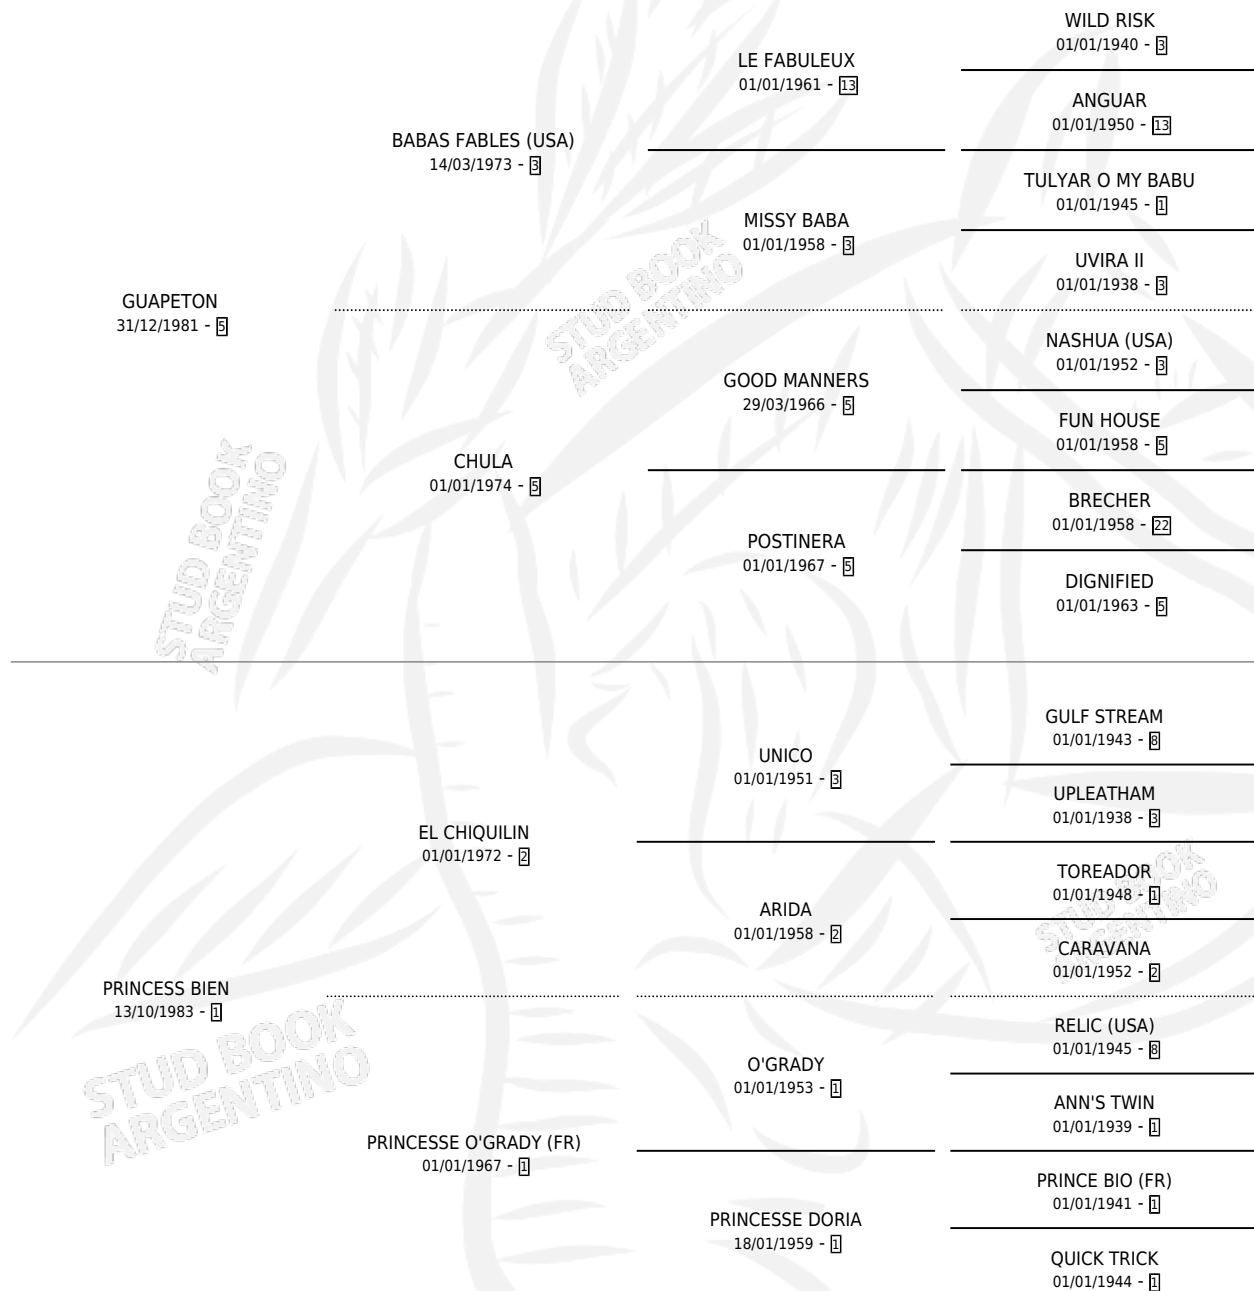 WILD RISK
01/01/1940 - 3
LE FABULEUX
01/01/1961 - 13
ANGUAR
01/01/1950 - 13
BABAS FABLES (USA)
14/03/1973 - 3
TULYAR O MY BABU
01/01/1945 - 1
MISSY BABA
01/01/1958 - 3
UVIRA II
01/01/1938 - 3
GUAPETON
31/12/1981 - 5
NASHUA (USA)
01/01/1952 - 3
GOOD MANNERS
29/03/1966 - 5
FUN HOUSE
01/01/1958 - 5
CHULA
01/01/1974 - 5
BRECHER
01/01/1958 - 22
POSTINERA
01/01/1967 - 5
DIGNIFIED
01/01/1963 - 5
STUD BOOK
ARGENTINO
STUD BOOK
ARGENTINO
GULF STREAM
01/01/1943 - 8
UNICO
01/01/1951 - 3
UPLEATHAM
01/01/1938 - 3
EL CHIQUILIN
01/01/1972 - 2
TOREADOR
01/01/1948 - 1
ARIDA
01/01/1958 - 2
CARAVANA
01/01/1952 - 2
PRINCESS BIEN
13/10/1983 - 1
RELIC (USA)
01/01/1945 - 8
O'GRADY
01/01/1953 - 1
ANN'S TWIN
01/01/1939 - 1
PRINCESSE O'GRADY (FR)
01/01/1967 - 1
PRINCE BIO (FR)
01/01/1941 - 1
PRINCESSE DORIA
18/01/1959 - 1
QUICK TRICK
01/01/1944 - 1
STUD BOOK
ARGENTINO
STUD BOOK
ARGENTINO